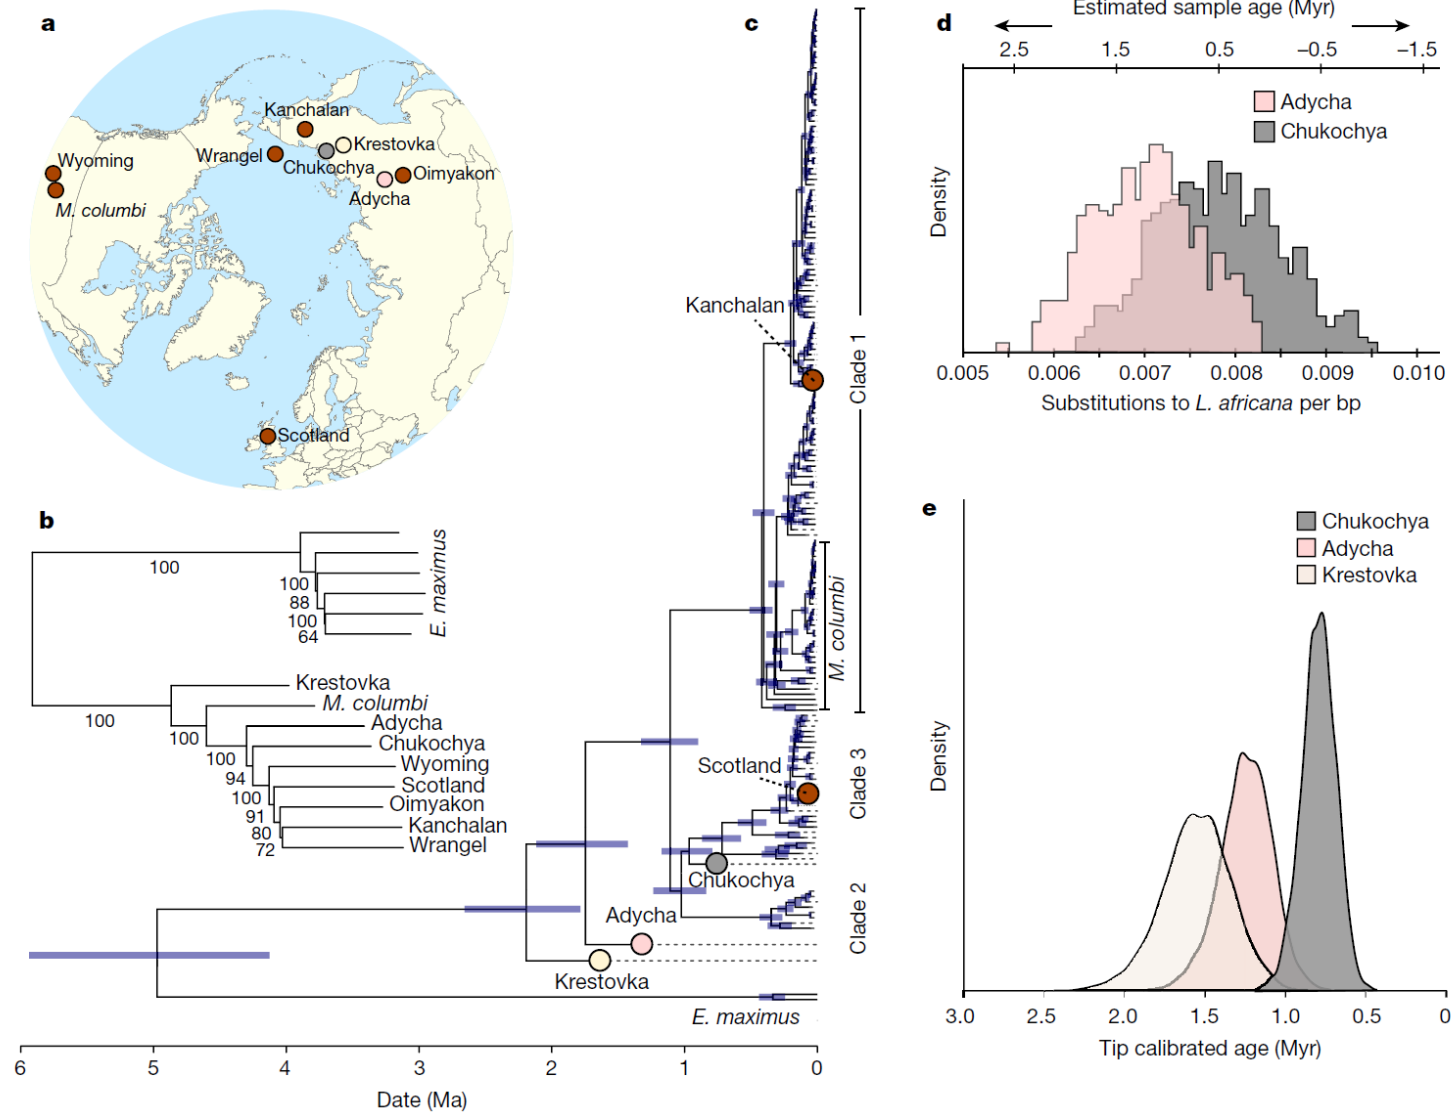 a
Kanchalan
Krestovka
Wrangel
Chukochya
Oimyakon
Adycha
Wyoming
M. columbi
Scotland
b
100
100
88
100
64
E. maximus
100
100
100
94
100
91
80
72
Krestovka
M. columbi
Adycha
Chukochya
Wyoming
Scotland
Oimyakon
Kanchalan
Wrangel
c
Kanchalan
Clade 1
M. columbi
Scotland
Clade 3
Chukochya
Clade 2
Adycha
Krestovka
E. maximus
6 5 4 3 2 1 0
Date (Ma)
d
Estimated sample age (Myr)
2.5 1.5 0.5 –0.5 –1.5
Adycha
Chukochya
Density
0.005 0.006 0.007 0.008 0.009 0.010
Substitutions to L. africana per bp
e
Chukochya
Adycha
Krestovka
Density
3.0 2.5 2.0 1.5 1.0 0.5 0
Tip calibrated age (Myr)